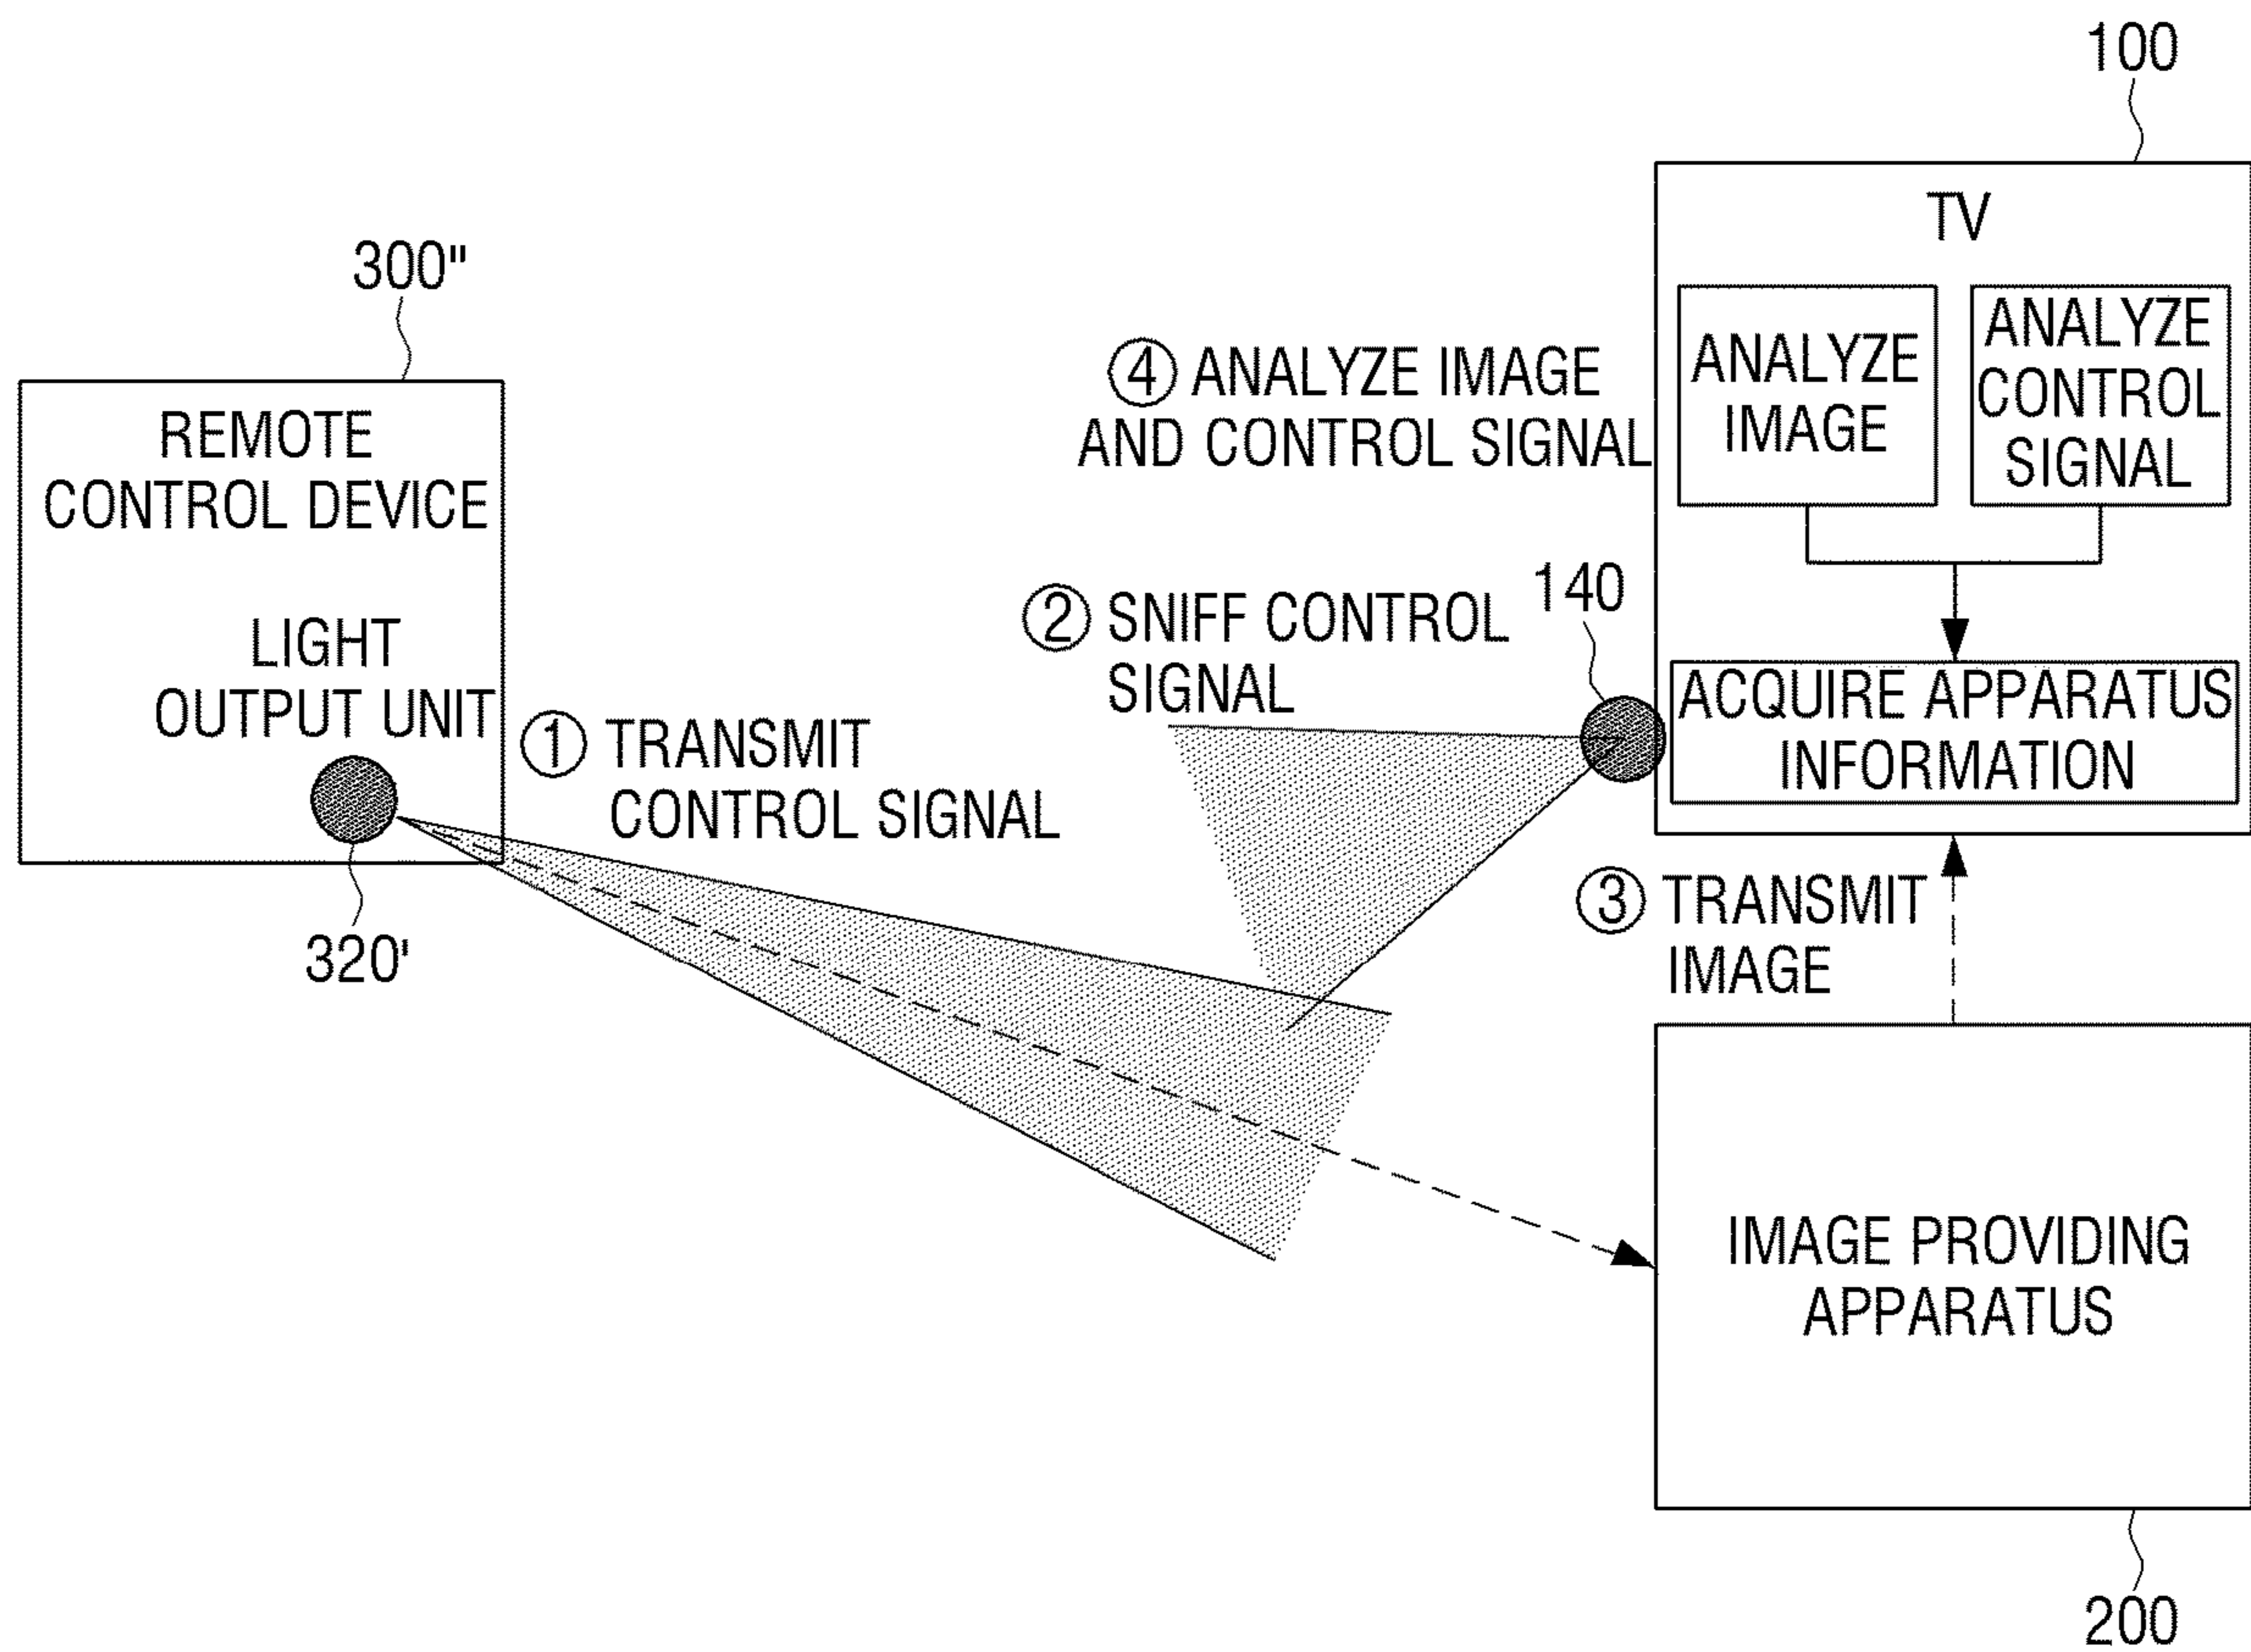 100
TV
300"
ANALYZE
IMAGE
ANALYZE
CONTROL
SIGNAL
④ ANALYZE IMAGE
AND CONTROL SIGNAL
REMOTE
CONTROL DEVICE
LIGHT
OUTPUT UNIT
② SNIFF CONTROL
SIGNAL
140
ACQUIRE APPARATUS
INFORMATION
① TRANSMIT
CONTROL SIGNAL
320'
③ TRANSMIT
IMAGE
IMAGE PROVIDING
APPARATUS
200